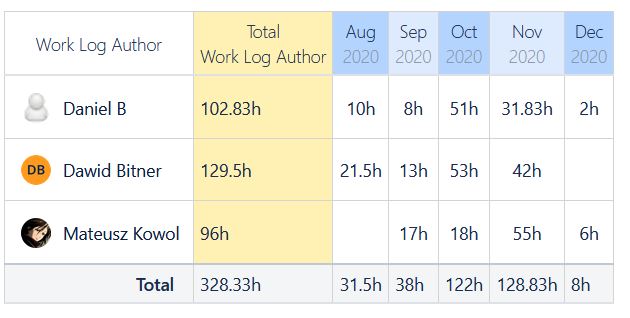 Work Log Author Total Work Log Author Aug 2020 Sep 2020 Oct 2020 Nov 2020 Dec 2020
Daniel B 102.83h 10h 8h 51h 31.83h 2h
DB Dawid Bitner 129.5h 21.5h 13h 53h 42h
Mateusz Kowol 96h 17h 18h 55h 6h
Total 328.33h 31.5h 38h 122h 128.83h 8h